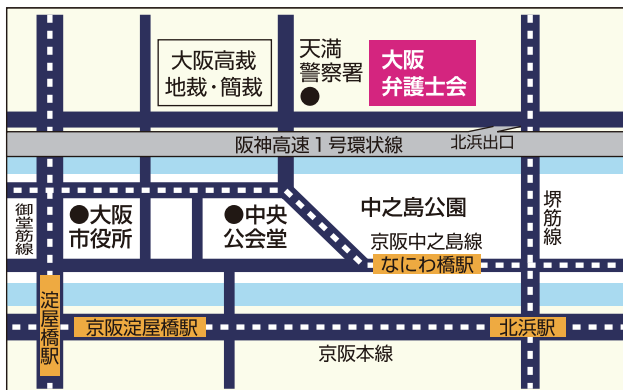 大阪高裁
地裁・簡裁
天満
警察署
大阪
弁護士会
阪神高速1号環状線
北浜出口
御堂筋線
大阪
市役所
中央
公会堂
中之島公園
堺筋線
京阪中之島線
なにわ橋駅
淀屋橋駅
京阪淀屋橋駅
北浜駅
京阪本線